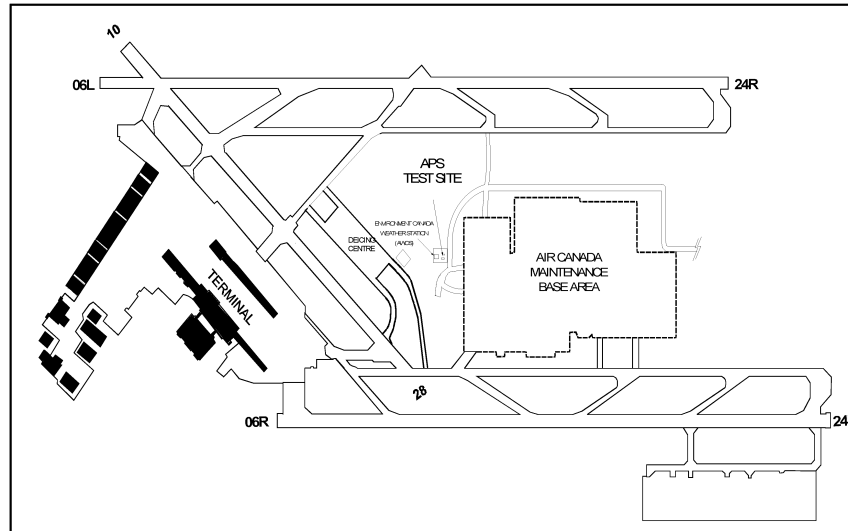 10
06L
24R
APS
TEST SITE
ENVIRONMENT CANADA
WEATHER STATION
(AWOS)
DEICING
CENTRE
AIR CANADA
MAINTENANCE
BASE AREA
TERMINAL
28
06R
24